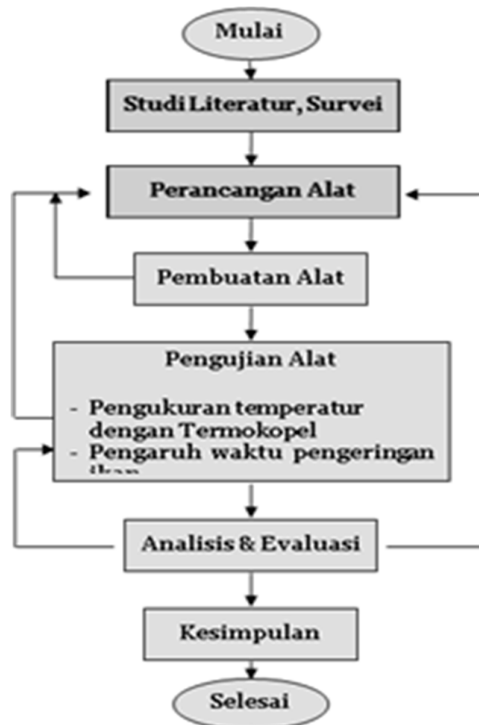 Mulai
Studi Literatur, Survei
Perancangan Alat
Pembuatan Alat
Pengujian Alat
- Pengukuran temperatur
dengan Termokopel
- Pengaruh waktu pengeringan
Analisis & Evaluasi
Kesimpulan
Selesai